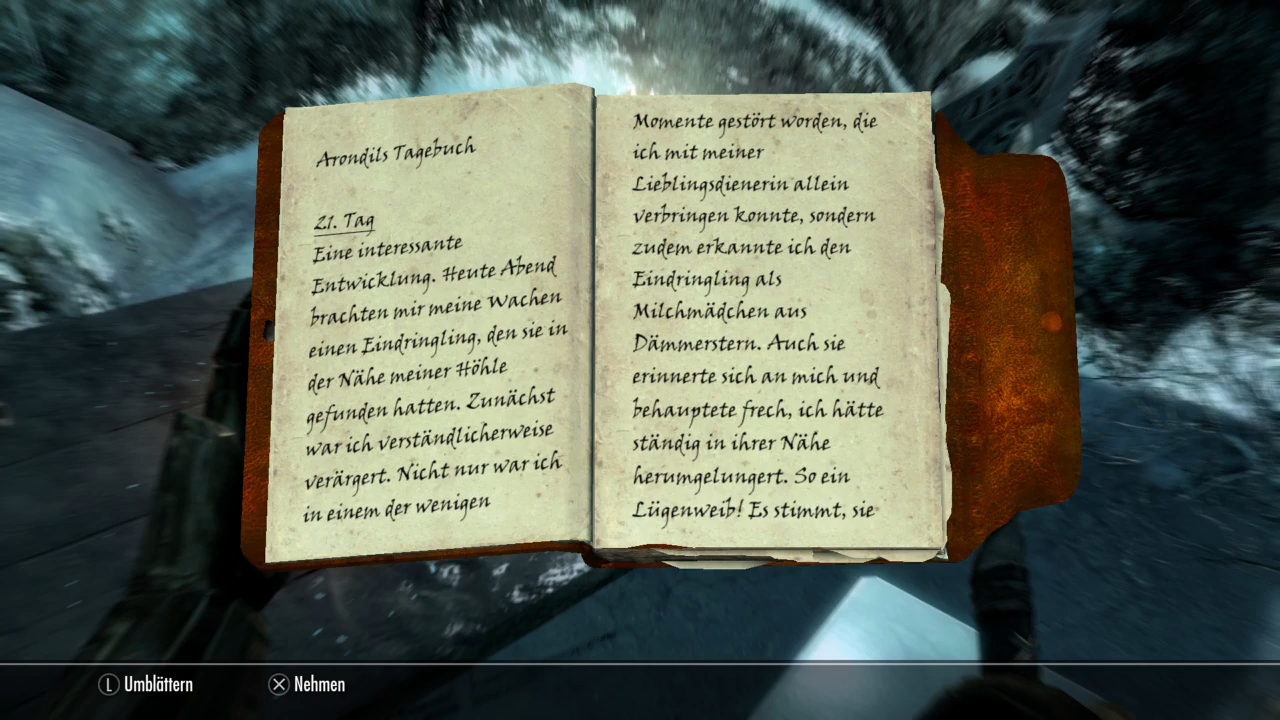 Arondils Tagebuch
21. Tag
Eine interessante
Entwicklung. Heute Abend
brachten mir meine Wachen
einen Eindringling, den sie in
der Nähe meiner Höhle
gefunden hatten. Zunächst
war ich verständlicherweise
verärgert. Nicht nur war ich
in einem der wenigen
Momente gestört worden, die
ich mit meiner
Lieblingsdienerin allein
verbringen konnte, sondern
zudem erkannte ich den
Eindringling als
Milchmädchen aus
Dämmerstern. Auch sie
erinnerte sich an mich und
behauptete frech, ich hätte
ständig in ihrer Nähe
herumgelungert. So ein
Lügenweib! Es stimmt, sie
L Umblättern
X Nehmen